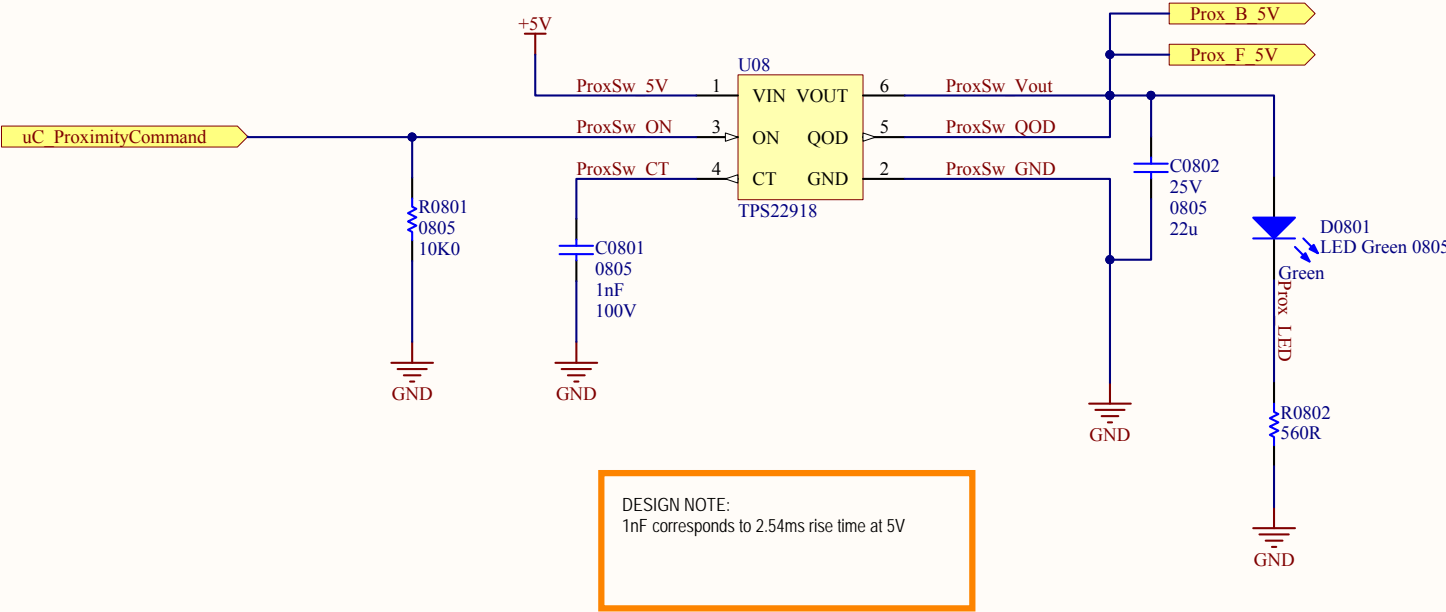 Prox_B_5V
+5V
Prox_F_5V
U08
ProxSw_5V 1 VIN VOUT 6 ProxSw_Vout
uC_ProximityCommand
ProxSw_ON 3 ON QOD 5 ProxSw_QOD
ProxSw_CT 4 CT GND 2 ProxSw_GND
TPS22918
C0802
25V
0805
22u
R0801
0805
10K0
C0801
0805
1nF
100V
D0801
LED Green 0805
Green
Prox_LED
GND
GND
GND
R0802
560R
DESIGN NOTE:
1nF corresponds to 2.54ms rise time at 5V
GND